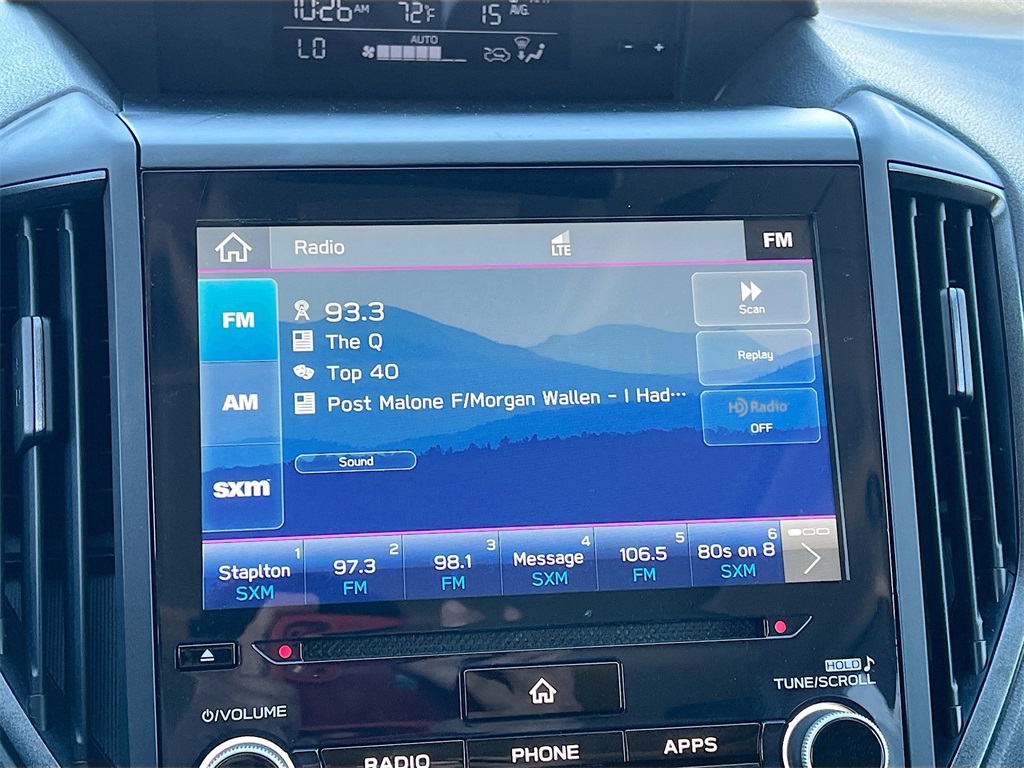 10:26 AM 72°F 15 AVG.
LO AUTO
- +
Radio LTE FM
FM
93.3
Scan
The Q
Replay
AM
Top 40
Post Malone F/Morgan Wallen - I Had...
HD Radio
OFF
Sound
sxm
1 2 3 4 5 6
Staplton 97.3 98.1 Message 106.5 80s on 8
SXM FM FM SXM FM SXM
HOLD
TUNE/SCROLL
/VOLUME
RADIO PHONE APPS